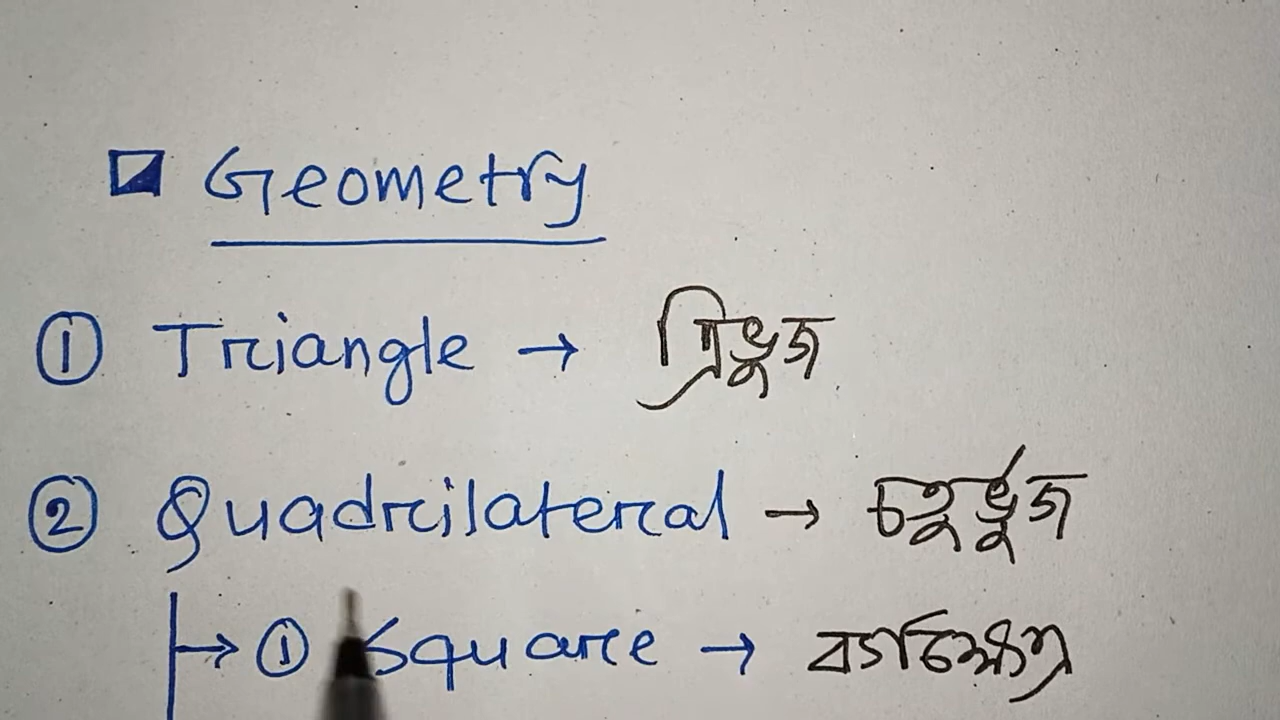 Geometry
① Triangle → ত্রিভুজ
② Quadrilateral → চতুর্ভুজ
→ ① Square → বর্গক্ষেত্র